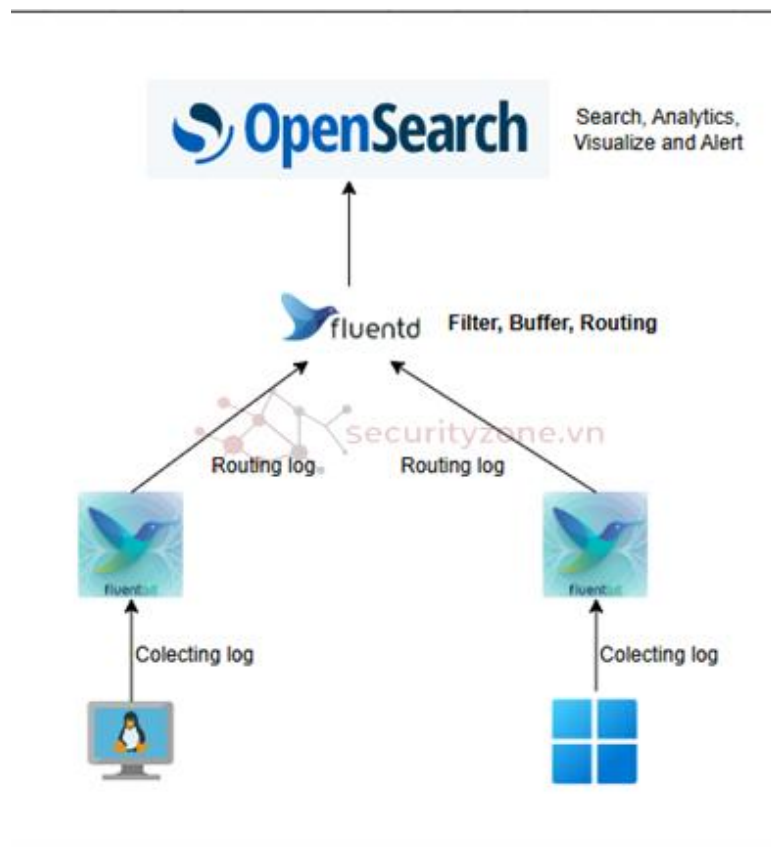 OpenSearch
Search, Analytics,
Visualize and Alert
fluentd
Filter, Buffer, Routing
securityzone.vn
Routing log
Routing log
fluentbit
fluentbit
Colecting log
Colecting log